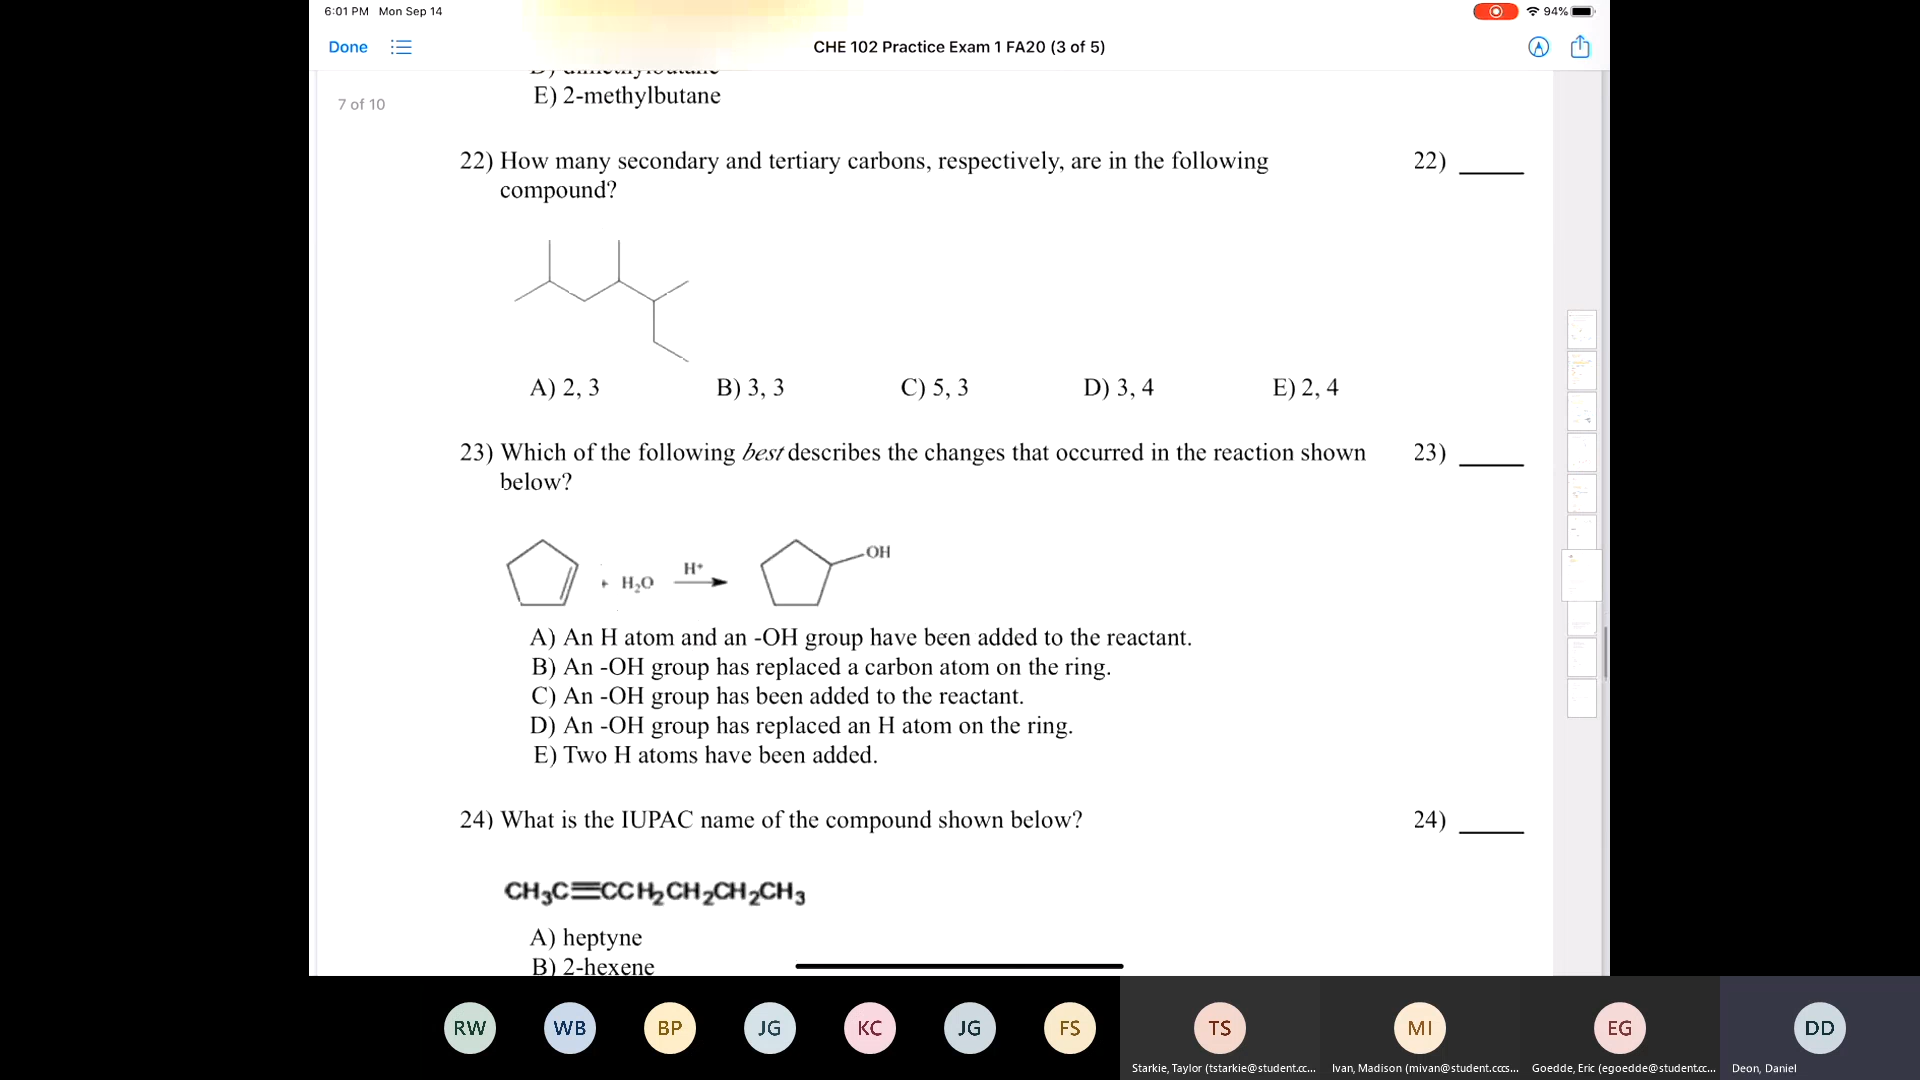 6:01 PM Mon Sep 14
94%
Done
CHE 102 Practice Exam 1 FA20 (3 of 5)
7 of 10
D) dimethylbutane
E) 2-methylbutane
22) How many secondary and tertiary carbons, respectively, are in the following
compound?
22)
A) 2, 3 B) 3, 3 C) 5, 3 D) 3, 4 E) 2, 4
23) Which of the following best describes the changes that occurred in the reaction shown
below?
23)
+ H₂O H⁺ OH
A) An H atom and an -OH group have been added to the reactant.
B) An -OH group has replaced a carbon atom on the ring.
C) An -OH group has been added to the reactant.
D) An -OH group has replaced an H atom on the ring.
E) Two H atoms have been added.
24) What is the IUPAC name of the compound shown below?
24)
CH₃C≡CCH₂CH₂CH₂CH₃
A) heptyne
B) 2-hexene
RW WB BP JG KC JG FS TS MI EG DD
Starkie, Taylor (tstarkie@student.cc... Ivan, Madison (mivan@student.cccs... Goedde, Eric (egoedde@student.cc... Deon, Daniel